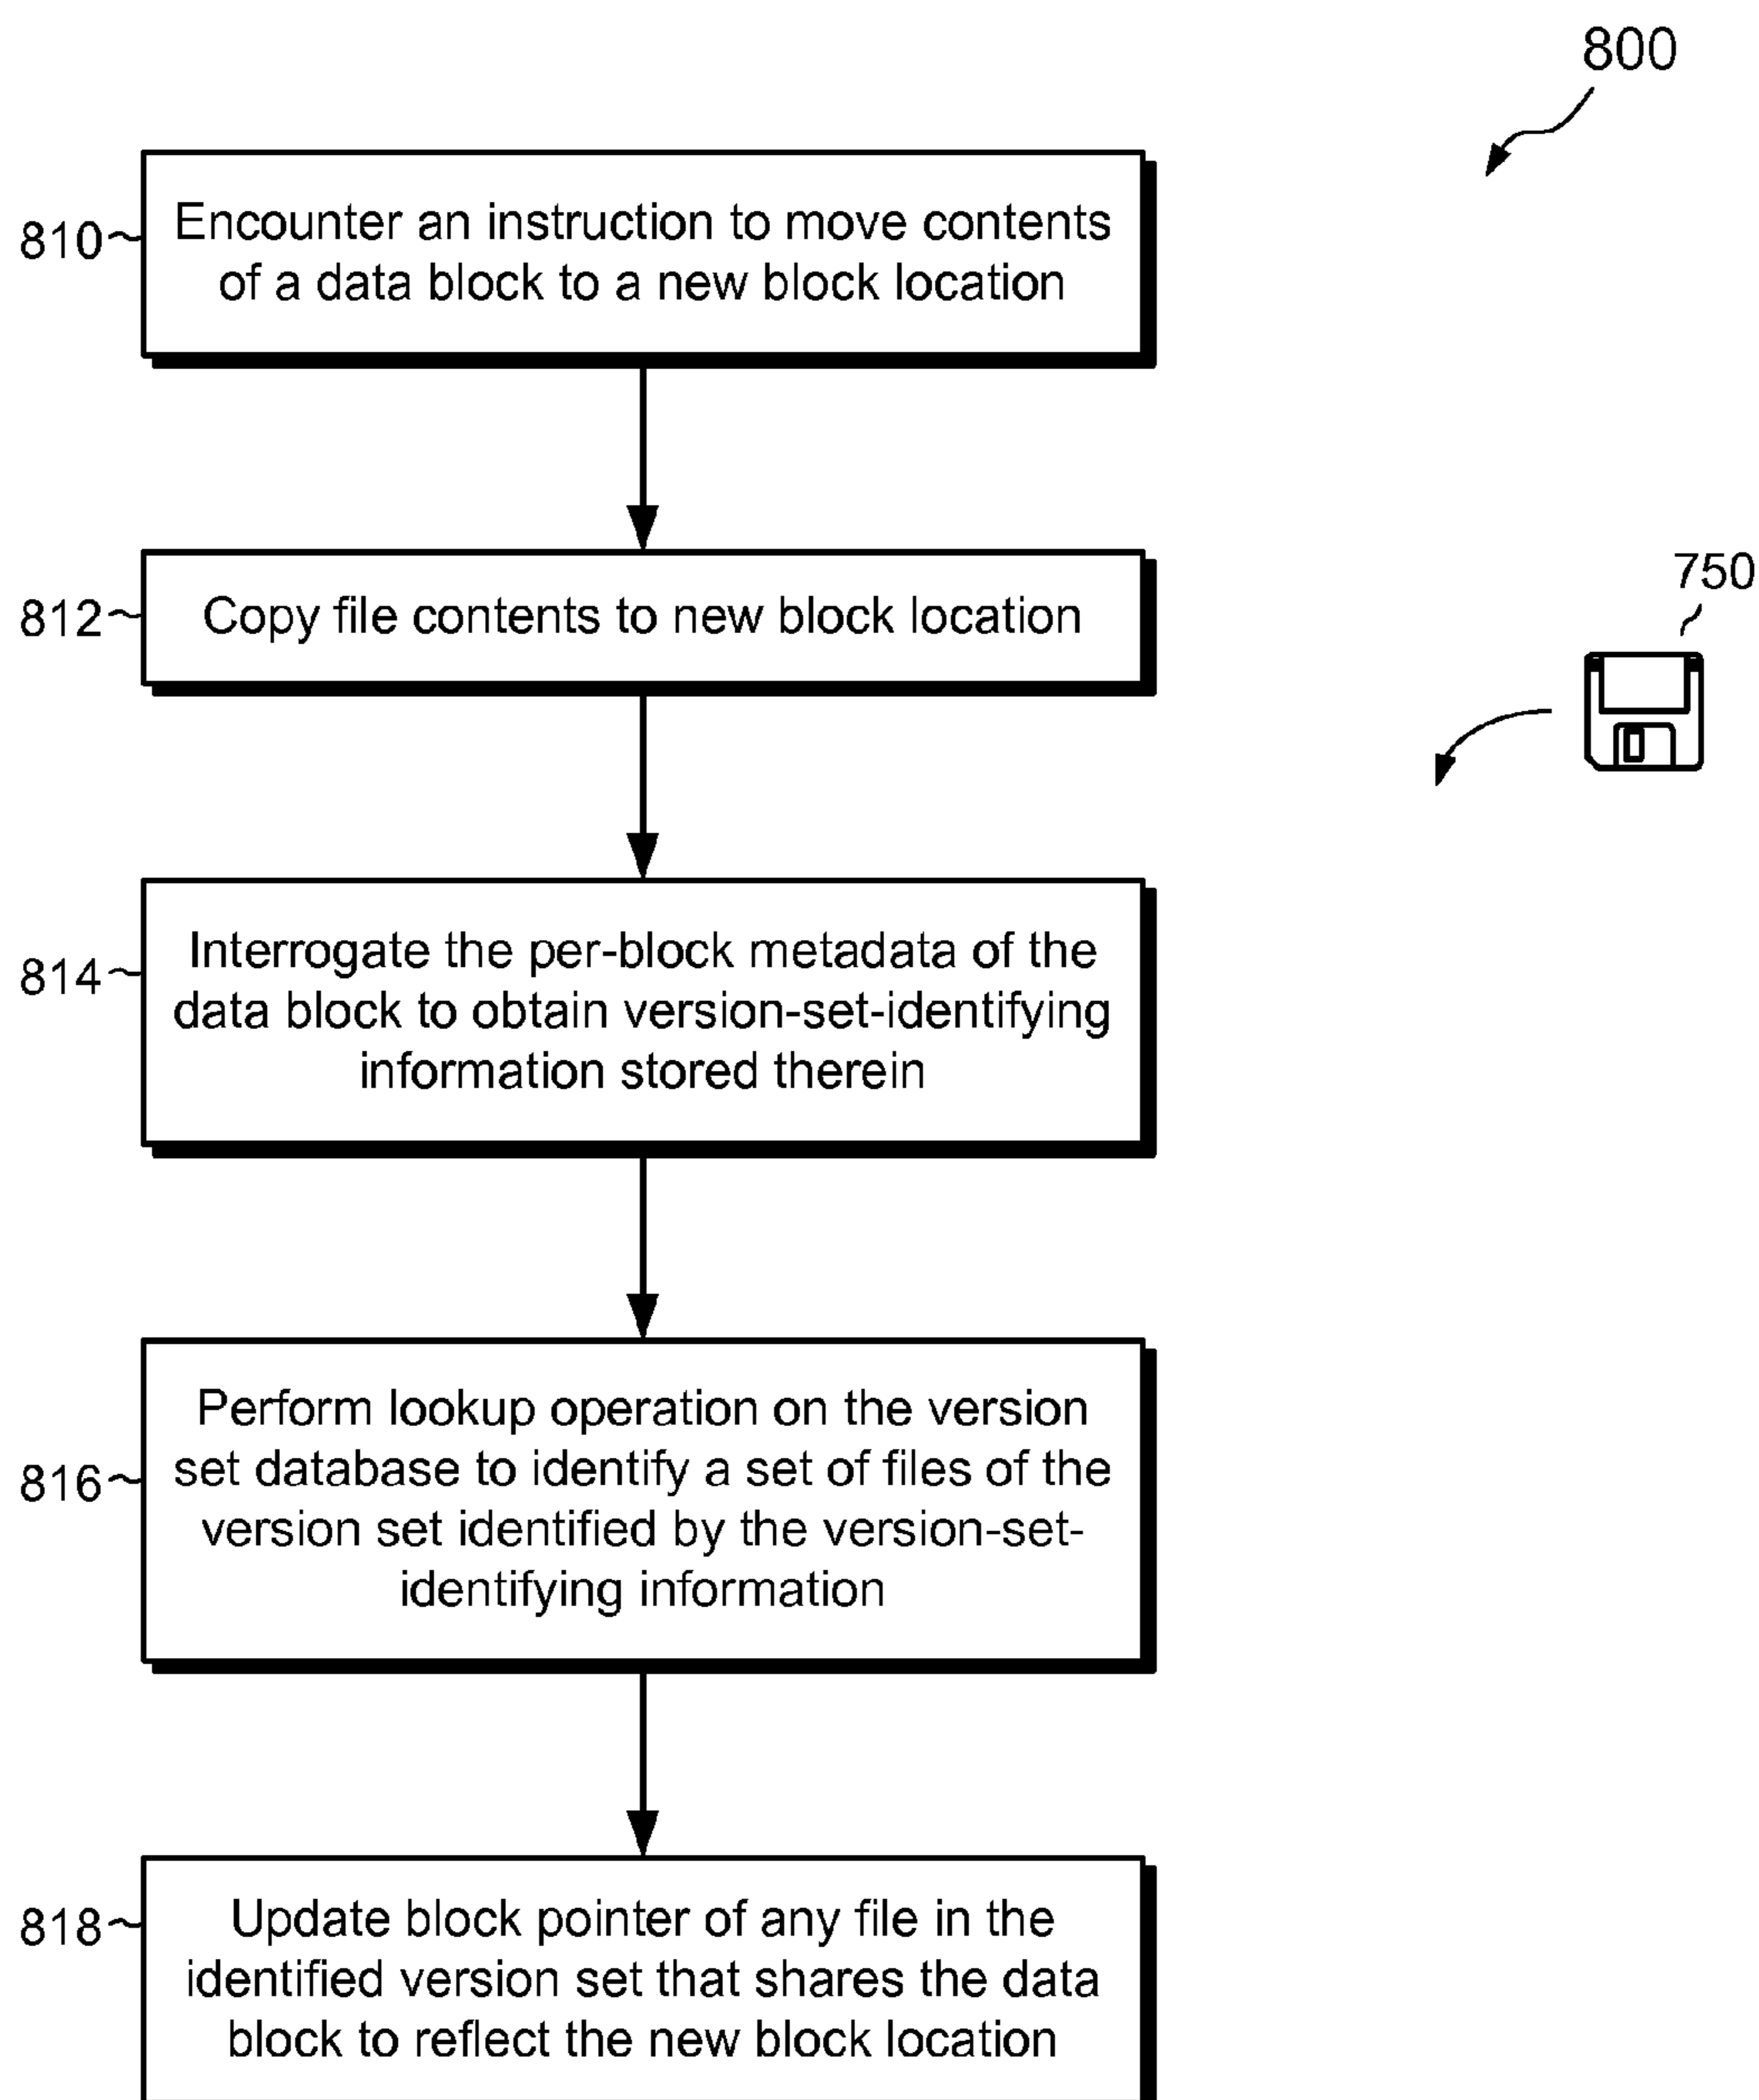 800
810
Encounter an instruction to move contents
of a data block to a new block location
812
Copy file contents to new block location
750
814
Interrogate the per-block metadata of the
data block to obtain version-set-identifying
information stored therein
816
Perform lookup operation on the version
set database to identify a set of files of the
version set identified by the version-set-
identifying information
818
Update block pointer of any file in the
identified version set that shares the data
block to reflect the new block location